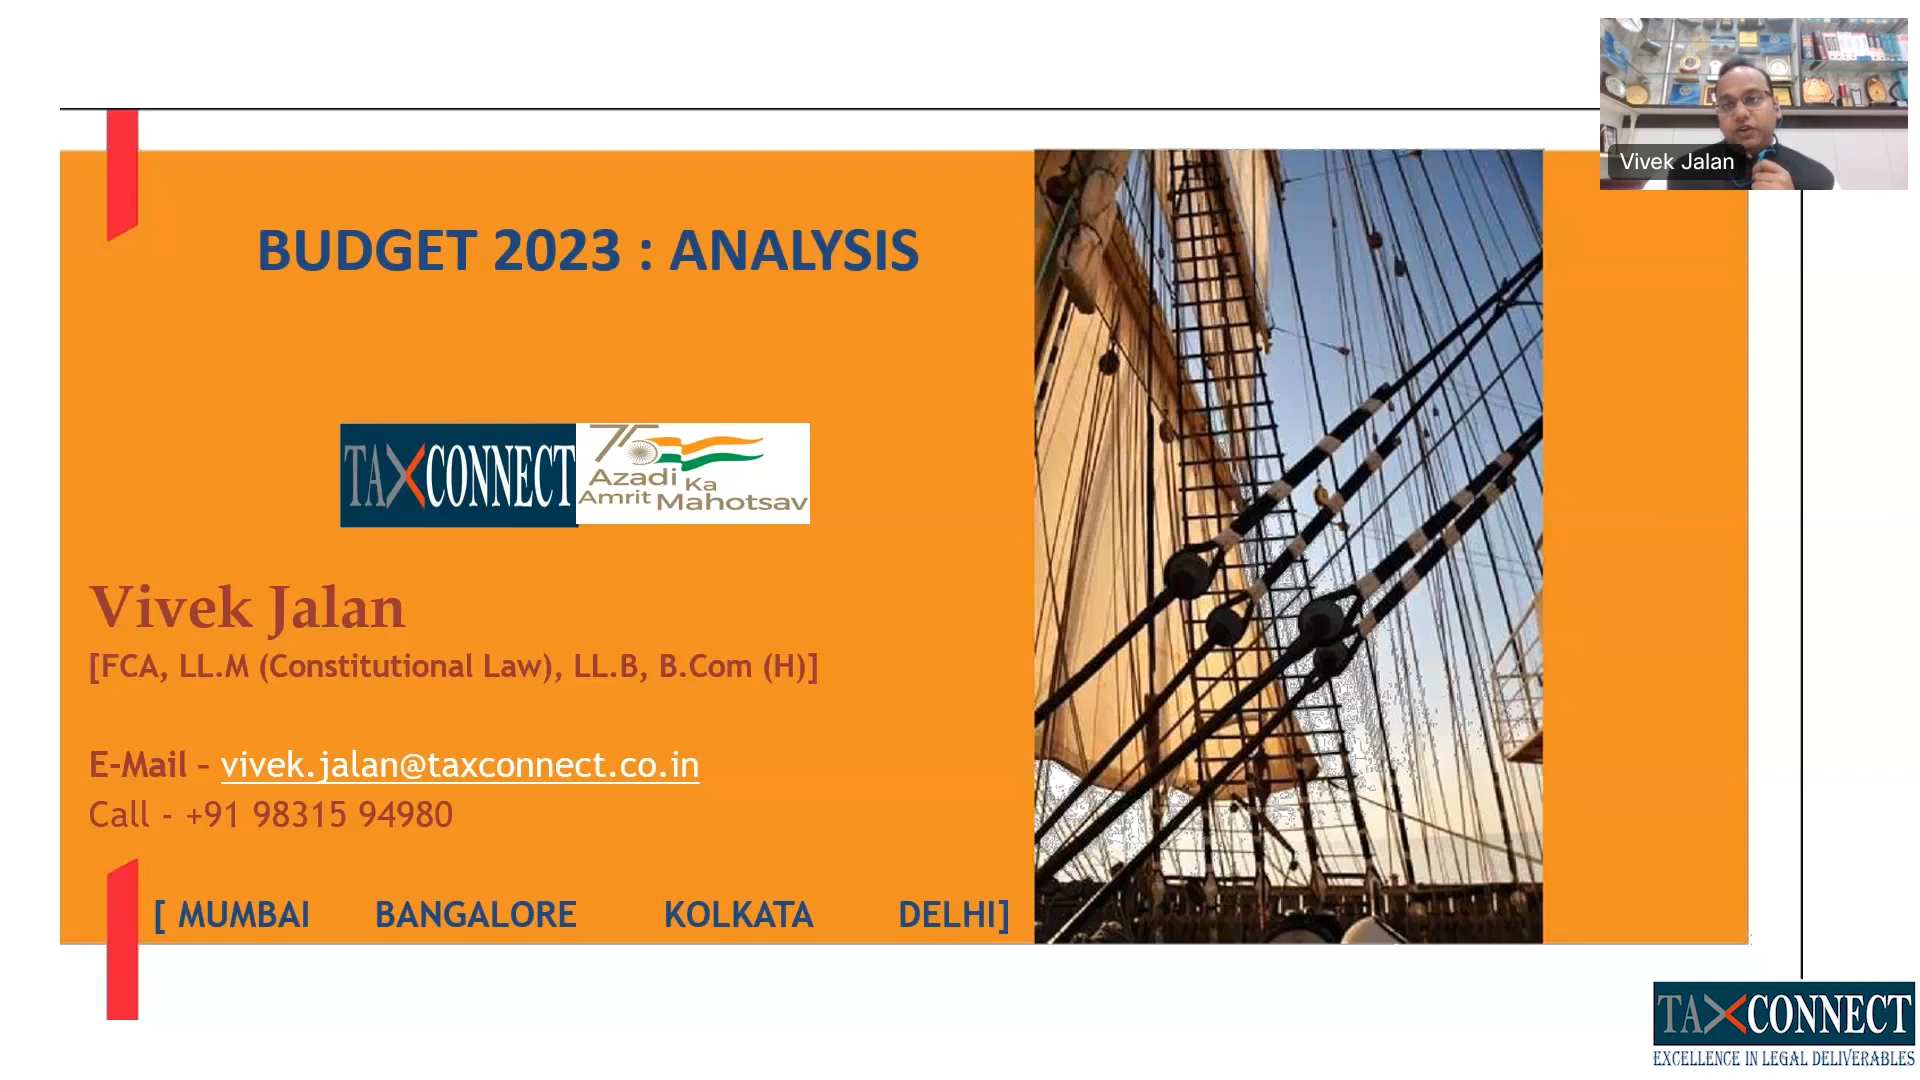 Vivek Jalan
BUDGET 2023 : ANALYSIS
TAXCONNECT
75
Azadi Ka
Amrit Mahotsav
Vivek Jalan
[FCA, LL.M (Constitutional Law), LL.B, B.Com (H)]
E-Mail – vivek.jalan@taxconnect.co.in
Call - +91 98315 94980
[ MUMBAI BANGALORE KOLKATA DELHI]
TAXCONNECT
EXCELLENCE IN LEGAL DELIVERABLES